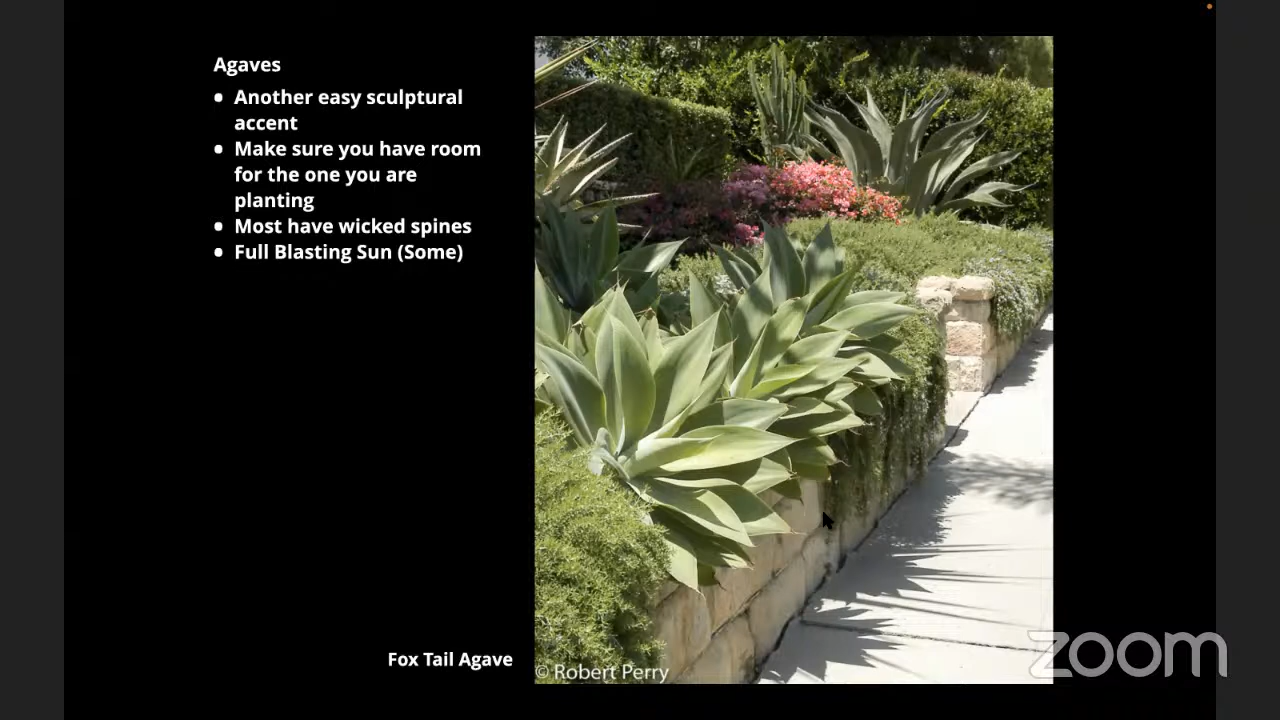 Agaves
• Another easy sculptural
accent
• Make sure you have room
for the one you are
planting
• Most have wicked spines
• Full Blasting Sun (Some)
Fox Tail Agave
© Robert Perry
zoom